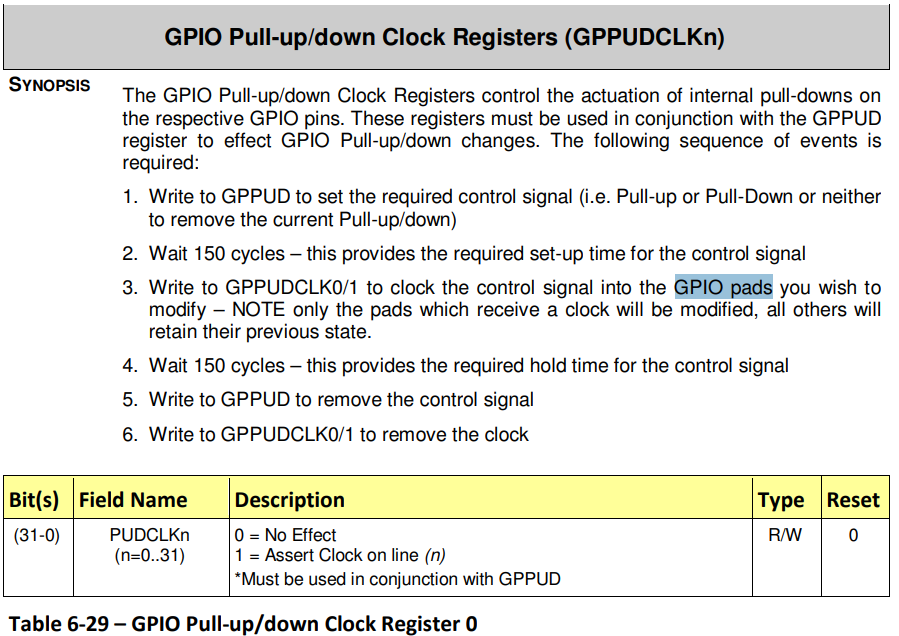 GPIO Pull-up/down Clock Registers (GPPUDCLKn)
SYNOPSIS
The GPIO Pull-up/down Clock Registers control the actuation of internal pull-downs on
the respective GPIO pins. These registers must be used in conjunction with the GPPUD
register to effect GPIO Pull-up/down changes. The following sequence of events is
required:
1. Write to GPPUD to set the required control signal (i.e. Pull-up or Pull-Down or neither
to remove the current Pull-up/down)
2. Wait 150 cycles – this provides the required set-up time for the control signal
3. Write to GPPUDCLK0/1 to clock the control signal into the GPIO pads you wish to
modify – NOTE only the pads which receive a clock will be modified, all others will
retain their previous state.
4. Wait 150 cycles – this provides the required hold time for the control signal
5. Write to GPPUD to remove the control signal
6. Write to GPPUDCLK0/1 to remove the clock
Bit(s) Field Name Description Type Reset
(31-0) PUDCLKn 0 = No Effect R/W 0
(n=0..31) 1 = Assert Clock on line (n)
*Must be used in conjunction with GPPUD
Table 6-29 – GPIO Pull-up/down Clock Register 0